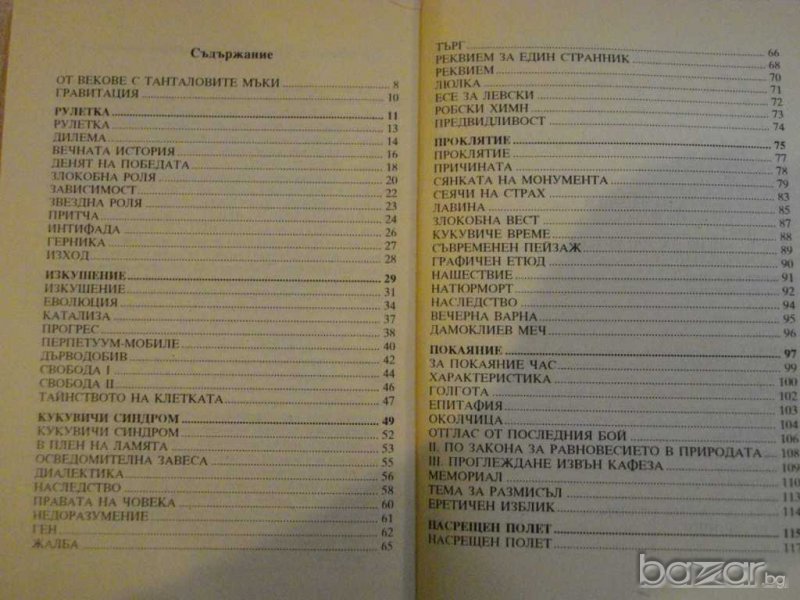 Съдържание
ОТ ВЕКОВЕ С ТАНТАЛОВИТЕ МЪКИ 8
ГРАВИТАЦИЯ 10
РУЛЕТКА 11
РУЛЕТКА 13
ДИЛЕМА 14
ВЕЧНАТА ИСТОРИЯ 16
ДЕНЯТ НА ПОБЕДАТА 18
ЗЛОКОБНА РОЛЯ 20
ЗАВИСИМОСТ 22
ЗВЕЗДНА РОЛЯ 23
ПРИТЧА 24
ИНТИФАДА 26
ГЕРНИКА 27
ИЗХОД 28
ИЗКУШЕНИЕ 29
ИЗКУШЕНИЕ 31
ЕВОЛЮЦИЯ 34
КАТАЛИЗА 37
ПРОГРЕС 38
ПЕРПЕТУУМ-МОБИЛЕ 40
ДЪРВОДОБИВ 42
СВОБОДА I 44
СВОБОДА II 46
ТАЙНСТВОТО НА КЛЕТКАТА 47
КУКУВИЧИ СИНДРОМ 49
КУКУВИЧИ СИНДРОМ 52
В ПЛЕН НА ЛАМЯТА 53
ОСВЕДОМИТЕЛНА ЗАВЕСА 55
ДИАЛЕКТИКА 56
НАСЛЕДСТВО 58
ПРАВАТА НА ЧОВЕКА 60
НЕДОРАЗУМЕНИЕ 61
ГЕН 62
ЖАЛБА 65
ТЪРГ 66
РЕКВИЕМ ЗА ЕДИН СТРАННИК 68
РЕКВИЕМ 70
ЛЮЛКА 71
ЕСЕ ЗА ЛЕВСКИ 72
РОБСКИ ХИМН 73
ПРЕДВИДЛИВОСТ 74
ПРОКЛЯТИЕ 75
ПРОКЛЯТИЕ 77
ПРИЧИНАТА 78
СЯНКАТА НА МОНУМЕНТА 79
СЕЯЧИ НА СТРАХ 83
ЛАВИНА 85
ЗЛОКОБНА ВЕСТ 87
КУКУВИЧЕ ВРЕМЕ 88
СЪВРЕМЕНЕН ПЕЙЗАЖ 89
ГРАФИЧЕН ЕТЮД 90
НАШЕСТВИЕ 91
НАТЮРМОРТ 92
НАСЛЕДСТВО 94
ВЕЧЕРНА ВАРНА 95
ДАМОКЛИЕВ МЕЧ 96
ПОКАЯНИЕ 97
ЗА ПОКАЯНИЕ ЧАС 99
ХАРАКТЕРИСТИКА 100
ГОЛГОТА 102
ЕПИТАФИЯ 103
ОКОЛЧИЦА 104
ОТГЛАС ОТ ПОСЛЕДНИЯ БОЙ 106
II. ПО ЗАКОНА ЗА РАВНОВЕСИЕТО В ПРИРОДАТА 108
III. ПРОГЛЕЖДАНЕ ИЗВЪН КАФЕЗА 109
МЕМОРИАЛ 110
ТЕМА ЗА РАЗМИСЪЛ 113
ЕРЕТИЧЕН ИЗБЛИК 114
НАСРЕЩЕН ПОЛЕТ 115
НАСРЕЩЕН ПОЛЕТ 117
bazar.bg